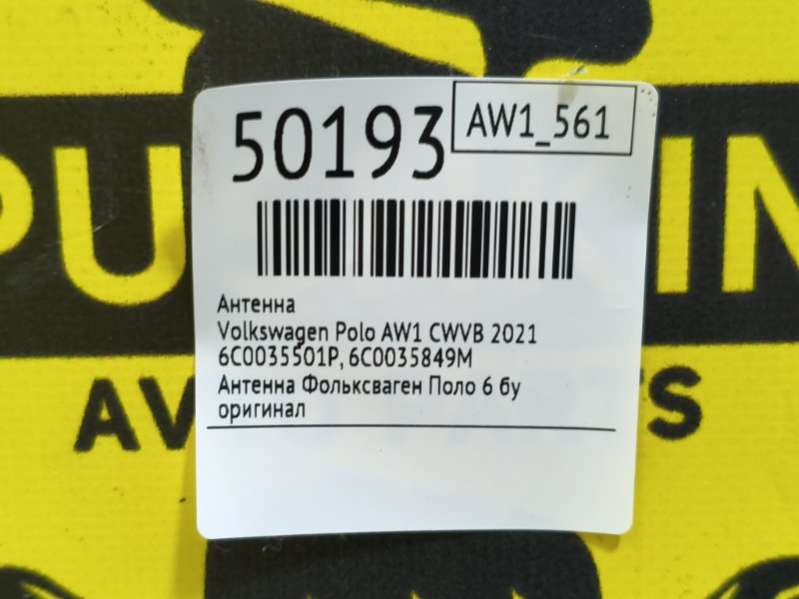 50193
AW1_561
Антенна
Volkswagen Polo AW1 CWVB 2021
6C0035501P, 6C0035849M
Антенна Фольксваген Поло 6 бу
оригинал